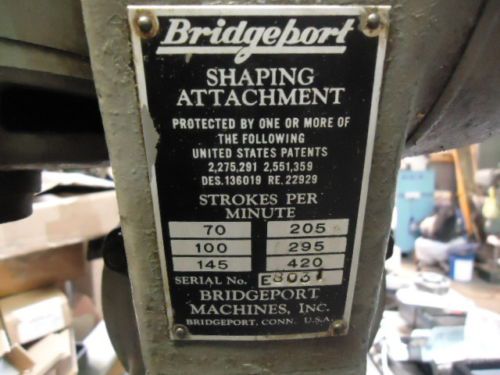 Bridgeport
SHAPING
ATTACHMENT
PROTECTED BY ONE OR MORE OF
THE FOLLOWING
UNITED STATES PATENTS
2,275,291 2,551,359
DES.136019 RE.22929
STROKES PER
MINUTE
70 205
100 295
145 420
SERIAL No. E8031
BRIDGEPORT
MACHINES, INC.
BRIDGEPORT, CONN. U.S.A.